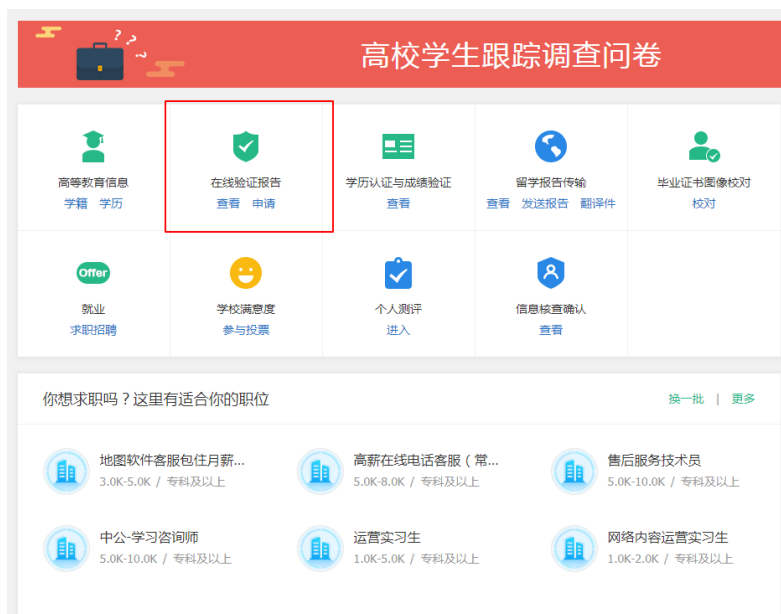 ? ? ?
高校学生跟踪调查问卷
高等教育信息
学籍 学历
在线验证报告
查看 申请
学历认证与成绩验证
查看
留学报告传输
查看 发送报告 翻译件
毕业证书图像校对
校对
Offer
就业
求职招聘
学校满意度
参与投票
个人测评
进入
信息核查确认
查看
你想求职吗？这里有适合你的职位
换一批 | 更多
地图软件客服包住月薪...
3.0K-5.0K / 专科及以上
高薪在线电话客服（常...
5.0K-8.0K / 专科及以上
售后服务技术员
5.0K-10.0K / 专科及以上
中公-学习咨询师
5.0K-10.0K / 专科及以上
运营实习生
1.0K-5.0K / 专科及以上
网络内容运营实习生
1.0K-2.0K / 专科及以上